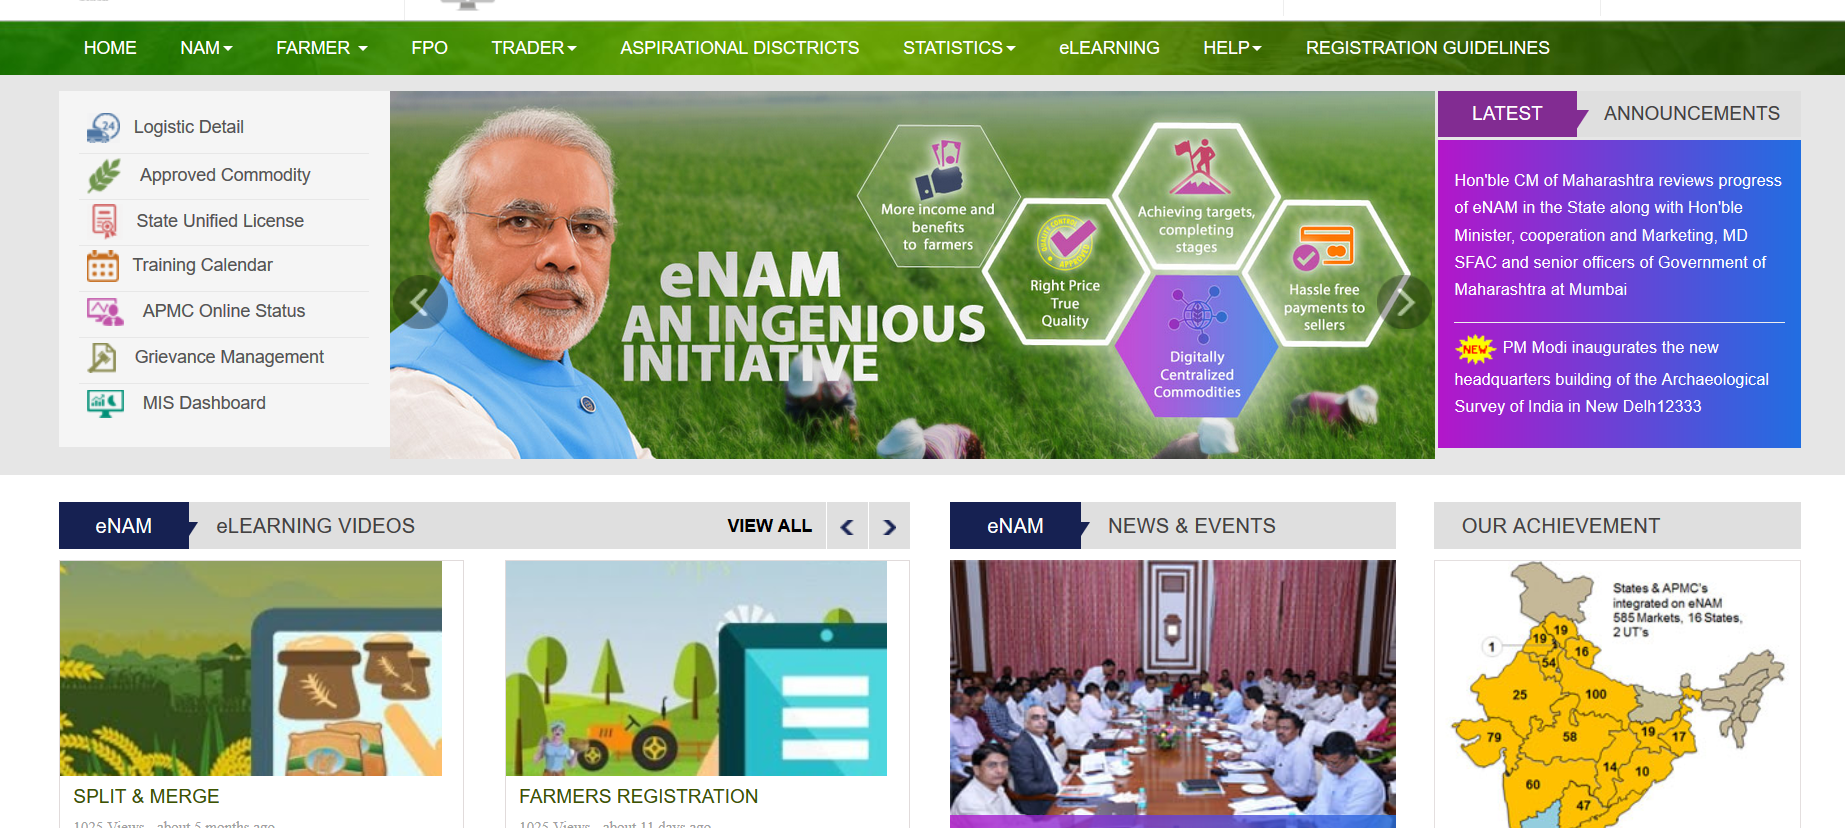 HOME NAM FARMER FPO TRADER ASPIRATIONAL DISCTRICTS STATISTICS eLEARNING HELP REGISTRATION GUIDELINES
Logistic Detail
Approved Commodity
State Unified License
Training Calendar
APMC Online Status
Grievance Management
MIS Dashboard
eNAM
AN INGENIOUS
INITIATIVE
More income and
benefits
to farmers
QUALITY CONTROL
APPROVED
Right Price
True
Quality
Achieving targets,
completing
stages
Digitally
Centralized
Commodities
Hassle free
payments to
sellers
LATEST ANNOUNCEMENTS
Hon'ble CM of Maharashtra reviews progress
of eNAM in the State along with Hon'ble
Minister, cooperation and Marketing, MD
SFAC and senior officers of Government of
Maharashtra at Mumbai
NEW PM Modi inaugurates the new
headquarters building of the Archaeological
Survey of India in New Delh12333
eNAM eLEARNING VIDEOS VIEW ALL
SPLIT & MERGE
1025 Views - about 5 months ago
FARMERS REGISTRATION
1025 Views - about 11 days ago
eNAM NEWS & EVENTS
OUR ACHIEVEMENT
States & APMC's
integrated on eNAM
585 Markets, 16 States,
2 UT's
19
19
1
16
54
25
100
79
58
19
17
14
10
60
47
24